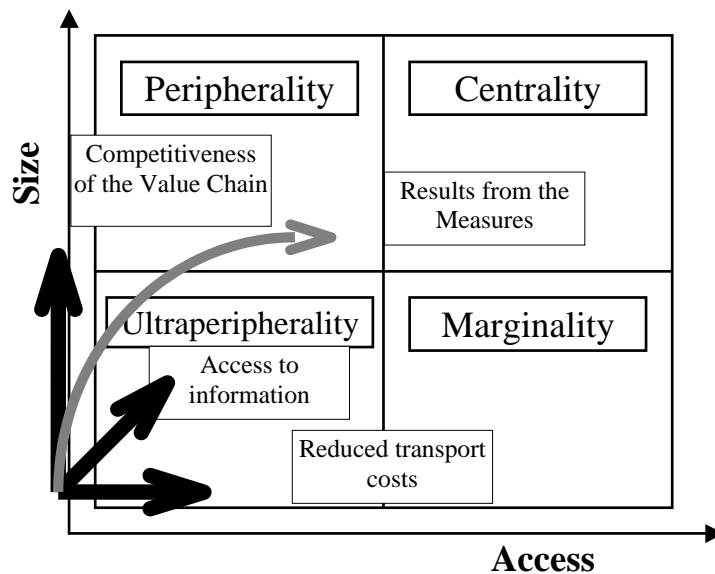 Peripherality
Centrality
Competitiveness
of the Value Chain
Results from the
Measures
Size
Ultraperipherality
Marginality
Access to
information
Reduced transport
costs
Access